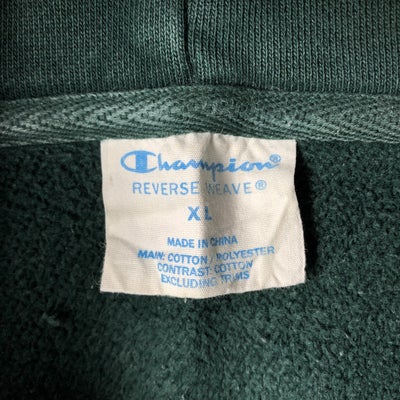 Champion®
REVERSE WEAVE®
XL
MADE IN CHINA
MAIN: COTTON / POLYESTER
CONTRAST: COTTON
EXCLUDING TRIMS